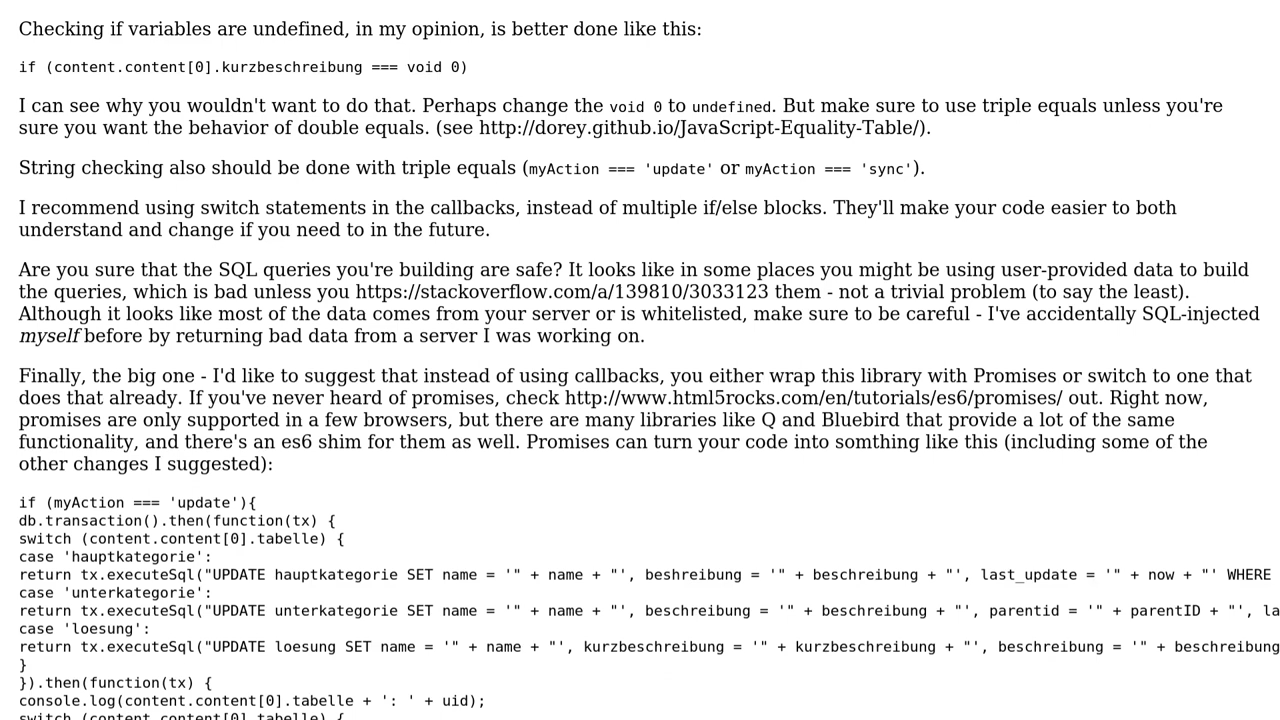 Checking if variables are undefined, in my opinion, is better done like this:
if (content.content[0].kurzbeschreibung === void 0)
I can see why you wouldn't want to do that. Perhaps change the void 0 to undefined. But make sure to use triple equals unless you're
sure you want the behavior of double equals. (see http://dorey.github.io/JavaScript-Equality-Table/).
String checking also should be done with triple equals (myAction === 'update' or myAction === 'sync').
I recommend using switch statements in the callbacks, instead of multiple if/else blocks. They'll make your code easier to both
understand and change if you need to in the future.
Are you sure that the SQL queries you're building are safe? It looks like in some places you might be using user-provided data to build
the queries, which is bad unless you https://stackoverflow.com/a/139810/3033123 them - not a trivial problem (to say the least).
Although it looks like most of the data comes from your server or is whitelisted, make sure to be careful - I've accidentally SQL-injected
myself before by returning bad data from a server I was working on.
Finally, the big one - I'd like to suggest that instead of using callbacks, you either wrap this library with Promises or switch to one that
does that already. If you've never heard of promises, check http://www.html5rocks.com/en/tutorials/es6/promises/ out. Right now,
promises are only supported in a few browsers, but there are many libraries like Q and Bluebird that provide a lot of the same
functionality, and there's an es6 shim for them as well. Promises can turn your code into somthing like this (including some of the
other changes I suggested):
if (myAction === 'update'){
db.transaction().then(function(tx) {
switch (content.content[0].tabelle) {
case 'hauptkategorie':
return tx.executeSql("UPDATE hauptkategorie SET name = '" + name + "', beshreibung = '" + beschreibung + "', last_update = '" + now + "' WHERE
case 'unterkategorie':
return tx.executeSql("UPDATE unterkategorie SET name = '" + name + "', beschreibung = '" + beschreibung + "', parentid = '" + parentID + "', la
case 'loesung':
return tx.executeSql("UPDATE loesung SET name = '" + name + "', kurzbeschreibung = '" + kurzbeschreibung + "', beschreibung = '" + beschreibung
}
}).then(function(tx) {
console.log(content.content[0].tabelle + ': ' + uid);
switch (content.content[0].tabelle) {